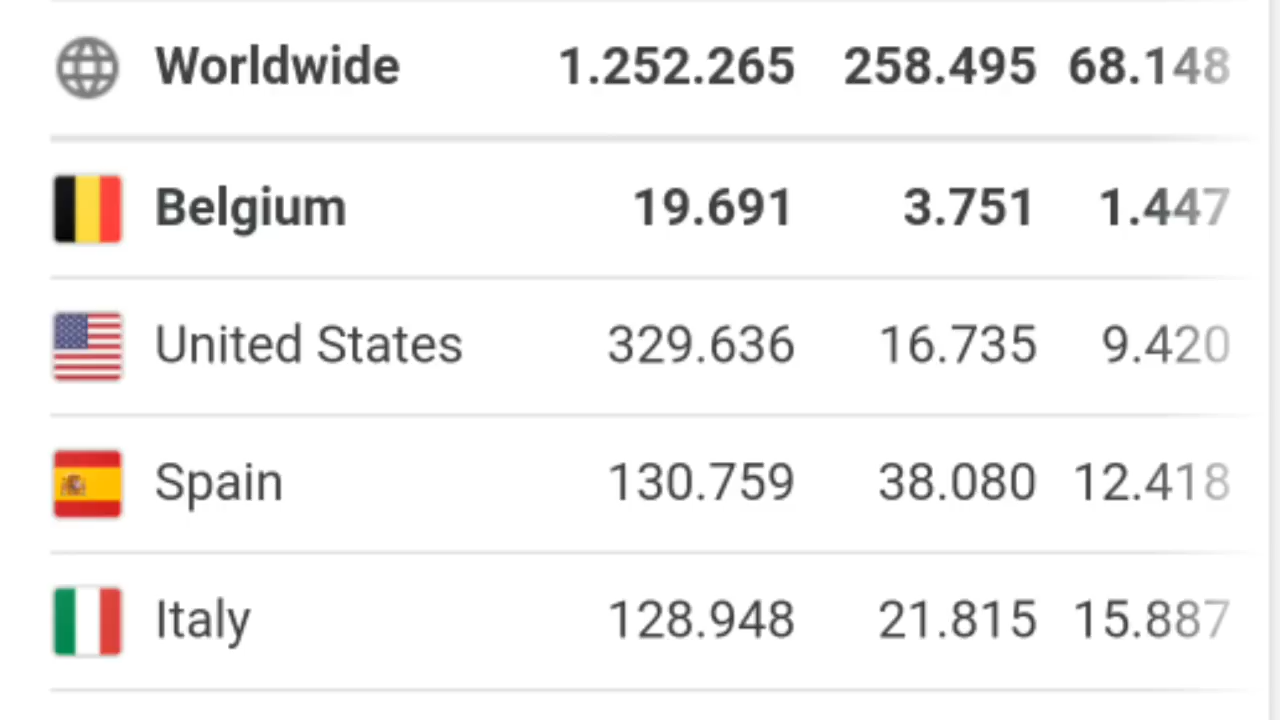 Worldwide 1.252.265 258.495 68.148
Belgium 19.691 3.751 1.447
United States 329.636 16.735 9.420
Spain 130.759 38.080 12.418
Italy 128.948 21.815 15.887